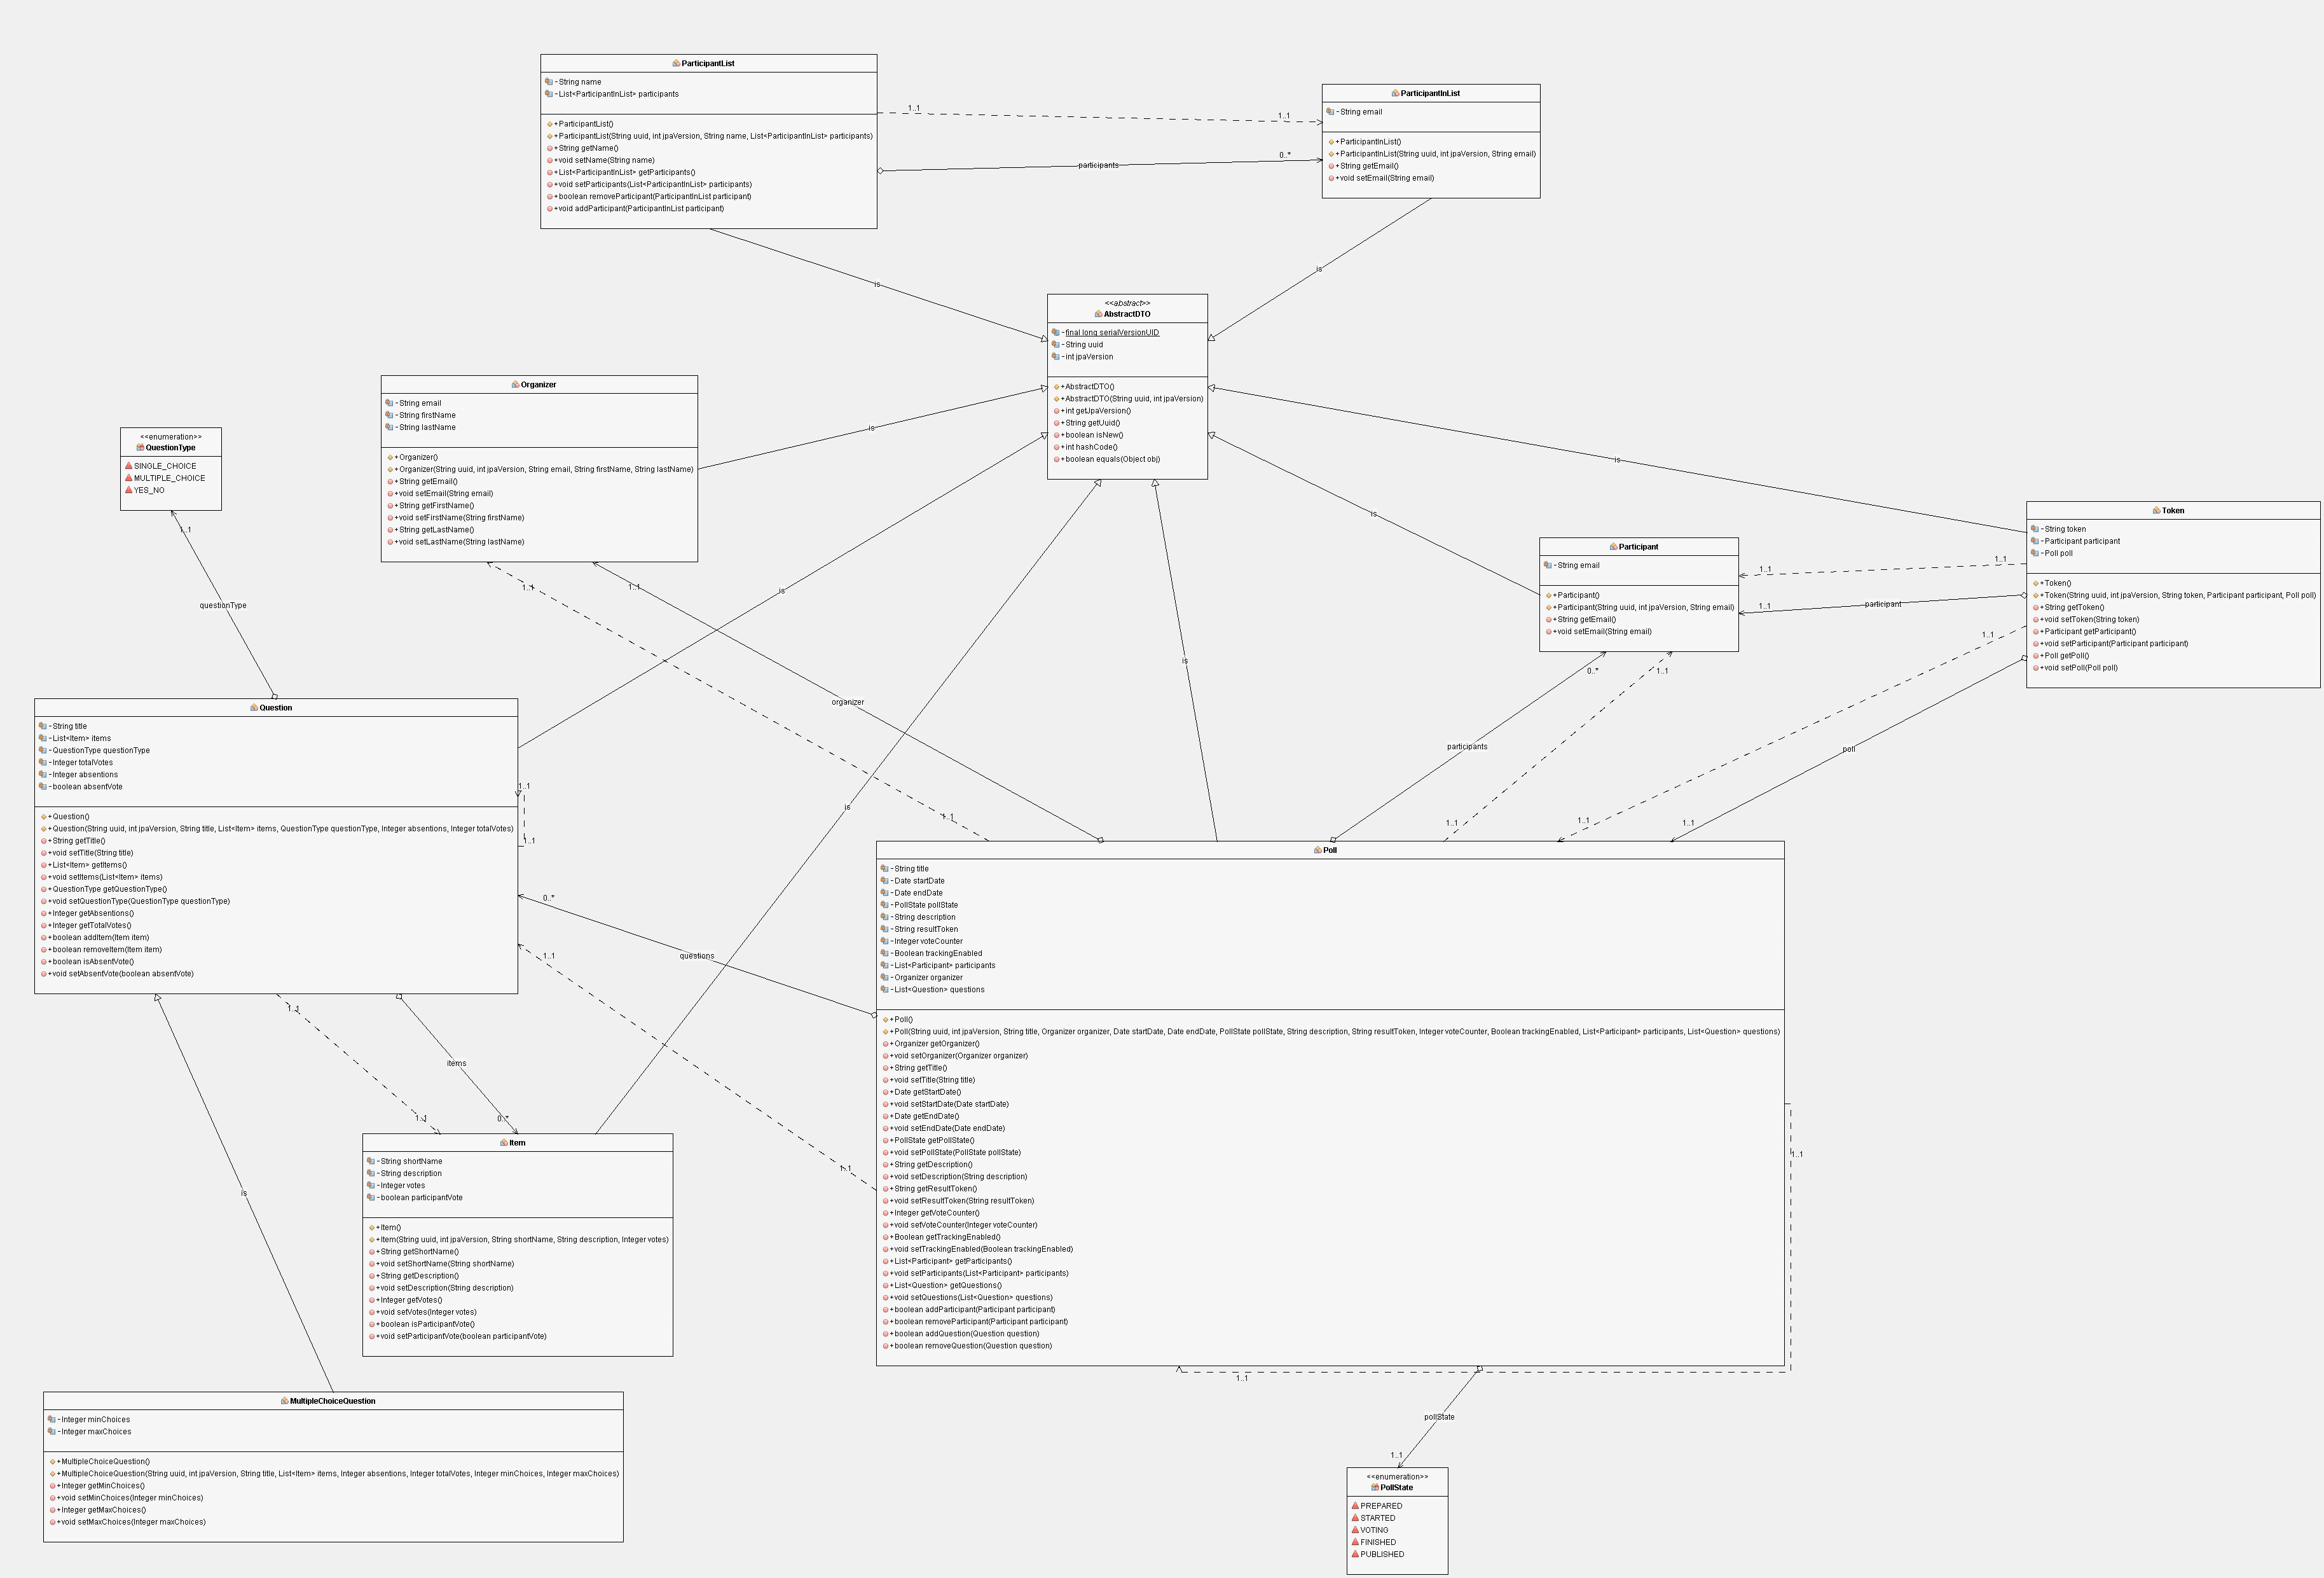 ParticipantList
-String name
-List<ParticipantInList> participants
+ParticipantList()
+ParticipantList(String uuid, int jpaVersion, String name, List<ParticipantInList> participants)
+String getName()
+void setName(String name)
+List<ParticipantInList> getParticipants()
+void setParticipants(List<ParticipantInList> participants)
+boolean removeParticipant(ParticipantInList participant)
+void addParticipant(ParticipantInList participant)
1..1
1..1
participants
0..*
ParticipantInList
-String email
+ParticipantInList()
+ParticipantInList(String uuid, int jpaVersion, String email)
+String getEmail()
+void setEmail(String email)
is
is
<<abstract>>
AbstractDTO
-final long serialVersionUID
-String uuid
-int jpaVersion
+AbstractDTO()
+AbstractDTO(String uuid, int jpaVersion)
+int getJpaVersion()
+String getUuid()
+boolean isNew()
+int hashCode()
+boolean equals(Object obj)
Organizer
-String email
-String firstName
-String lastName
+Organizer()
+Organizer(String uuid, int jpaVersion, String email, String firstName, String lastName)
+String getEmail()
+void setEmail(String email)
+String getFirstName()
+void setFirstName(String firstName)
+String getLastName()
+void setLastName(String lastName)
is
<<enumeration>>
QuestionType
SINGLE_CHOICE
MULTIPLE_CHOICE
YES_NO
1..1
questionType
is
is
is
is
is
Token
-String token
-Participant participant
-Poll poll
+Token()
+Token(String uuid, int jpaVersion, String token, Participant participant, Poll poll)
+String getToken()
+void setToken(String token)
+Participant getParticipant()
+void setParticipant(Participant participant)
+Poll getPoll()
+void setPoll(Poll poll)
Participant
-String email
+Participant()
+Participant(String uuid, int jpaVersion, String email)
+String getEmail()
+void setEmail(String email)
1..1
1..1
1..1
participant
1..1
1..1
poll
1..1
0..*
participants
1..1
1..1
1..1
1..1
1..1
organizer
Question
-String title
-List<Item> items
-QuestionType questionType
-Integer totalVotes
-Integer absentions
-boolean absentVote
+Question()
+Question(String uuid, int jpaVersion, String title, List<Item> items, QuestionType questionType, Integer absentions, Integer totalVotes)
+String getTitle()
+void setTitle(String title)
+List<Item> getItems()
+void setItems(List<Item> items)
+QuestionType getQuestionType()
+void setQuestionType(QuestionType questionType)
+Integer getAbsentions()
+Integer getTotalVotes()
+boolean addItem(Item item)
+boolean removeItem(Item item)
+boolean isAbsentVote()
+void setAbsentVote(boolean absentVote)
1..1
1..1
0..*
questions
1..1
1..1
Poll
-String title
-Date startDate
-Date endDate
-PollState pollState
-String description
-String resultToken
-Integer voteCounter
-Boolean trackingEnabled
-List<Participant> participants
-Organizer organizer
-List<Question> questions
+Poll()
+Poll(String uuid, int jpaVersion, String title, Organizer organizer, Date startDate, Date endDate, PollState pollState, String description, String resultToken, Integer voteCounter, Boolean trackingEnabled, List<Participant> participants, List<Question> questions)
+Organizer getOrganizer()
+void setOrganizer(Organizer organizer)
+String getTitle()
+void setTitle(String title)
+Date getStartDate()
+void setStartDate(Date startDate)
+Date getEndDate()
+void setEndDate(Date endDate)
+PollState getPollState()
+void setPollState(PollState pollState)
+String getDescription()
+void setDescription(String description)
+String getResultToken()
+void setResultToken(String resultToken)
+Integer getVoteCounter()
+void setVoteCounter(Integer voteCounter)
+Boolean getTrackingEnabled()
+void setTrackingEnabled(Boolean trackingEnabled)
+List<Participant> getParticipants()
+void setParticipants(List<Participant> participants)
+List<Question> getQuestions()
+void setQuestions(List<Question> questions)
+boolean addParticipant(Participant participant)
+boolean removeParticipant(Participant participant)
+boolean addQuestion(Question question)
+boolean removeQuestion(Question question)
1..1
1..1
1..1
items
1..1
0..*
Item
-String shortName
-String description
-Integer votes
-boolean participantVote
+Item()
+Item(String uuid, int jpaVersion, String shortName, String description, Integer votes)
+String getShortName()
+void setShortName(String shortName)
+String getDescription()
+void setDescription(String description)
+Integer getVotes()
+void setVotes(Integer votes)
+boolean isParticipantVote()
+void setParticipantVote(boolean participantVote)
is
MultipleChoiceQuestion
-Integer minChoices
-Integer maxChoices
+MultipleChoiceQuestion()
+MultipleChoiceQuestion(String uuid, int jpaVersion, String title, List<Item> items, Integer absentions, Integer totalVotes, Integer minChoices, Integer maxChoices)
+Integer getMinChoices()
+void setMinChoices(Integer minChoices)
+Integer getMaxChoices()
+void setMaxChoices(Integer maxChoices)
pollState
1..1
<<enumeration>>
PollState
PREPARED
STARTED
VOTING
FINISHED
PUBLISHED